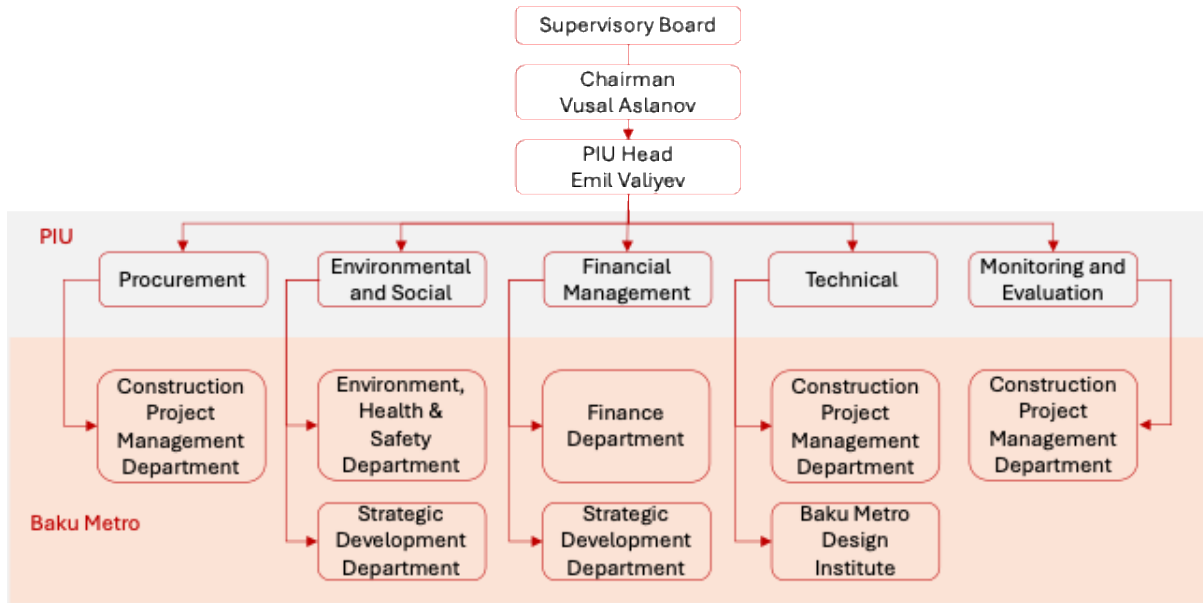 Supervisory Board
Chairman
Vusal Aslanov
PIU Head
Emil Valiyev
PIU
Procurement
Environmental
and Social
Financial
Management
Technical
Monitoring and
Evaluation
Construction
Project
Management
Department
Environment,
Health &
Safety
Department
Finance
Department
Construction
Project
Management
Department
Construction
Project
Management
Department
Baku Metro
Strategic
Development
Department
Strategic
Development
Department
Baku Metro
Design
Institute